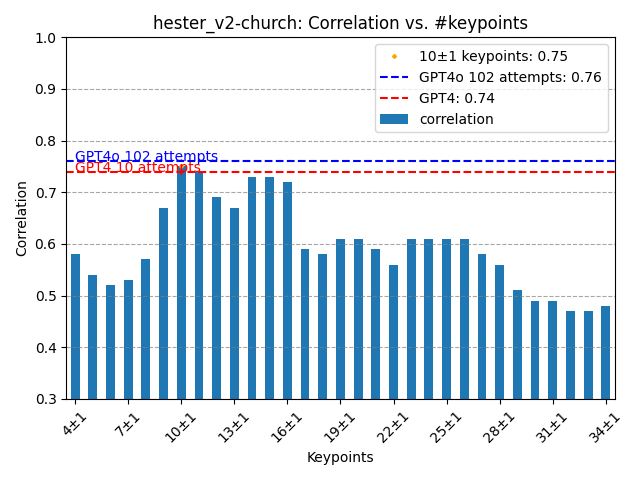 hester_v2-church: Correlation vs. #keypoints
1.0
0.9
0.8
0.7
0.6
0.5
0.4
0.3
Correlation
10±1 keypoints: 0.75
GPT4o 102 attempts: 0.76
GPT4: 0.74
correlation
GPT4o 102 attempts
GPT4 10 attempts
4±1
7±1
10±1
13±1
16±1
19±1
22±1
25±1
28±1
31±1
34±1
Keypoints